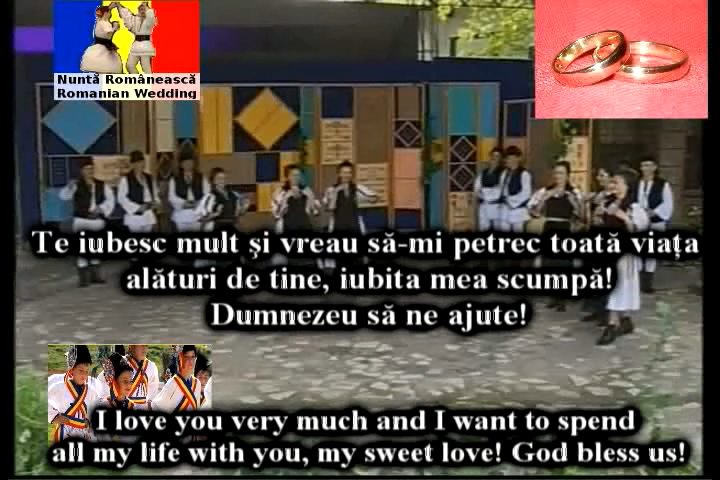 Nuntă Românească
Romanian Wedding
Te iubesc mult şi vreau să-mi petrec toată viaţa
alături de tine, iubita mea scumpă!
Dumnezeu să ne ajute!
I love you very much and I want to spend
all my life with you, my sweet love! God bless us!